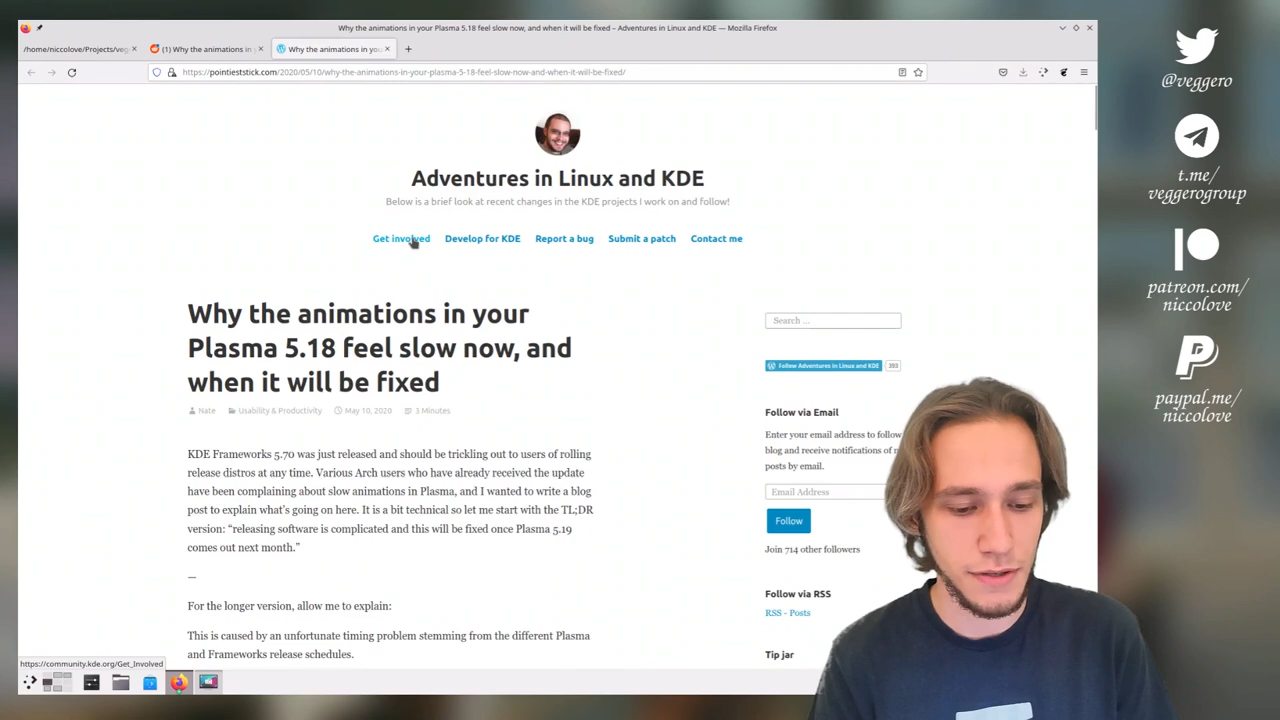 Why the animations in your Plasma 5.18 feel slow now, and when it will be fixed – Adventures in Linux and KDE — Mozilla Firefox
/home/niccolove/Projects/veg
(1) Why the animations in y
Why the animations in you
https://pointieststick.com/2020/05/10/why-the-animations-in-your-plasma-5-18-feel-slow-now-and-when-it-will-be-fixed/
Adventures in Linux and KDE
Below is a brief look at recent changes in the KDE projects I work on and follow!
Get involved Develop for KDE Report a bug Submit a patch Contact me
Why the animations in your
Plasma 5.18 feel slow now, and
when it will be fixed
Nate Usability & Productivity May 10, 2020 3 Minutes
KDE Frameworks 5.70 was just released and should be trickling out to users of rolling
release distros at any time. Various Arch users who have already received the update
have been complaining about slow animations in Plasma, and I wanted to write a blog
post to explain what's going on here. It is a bit technical so let me start with the TL;DR
version: “releasing software is complicated and this will be fixed once Plasma 5.19
comes out next month.”
—
For the longer version, allow me to explain:
This is caused by an unfortunate timing problem stemming from the different Plasma
and Frameworks release schedules.
Search ...
Follow Adventures in Linux and KDE
Follow via Email
Enter your email address to follow
blog and receive notifications of
posts by email.
Email Address
Follow
Join 714 other followers
Follow via RSS
RSS - Posts
Tip jar
https://community.kde.org/Get_Involved
@veggero
t.me/
veggerogroup
patreon.com/
niccolove
paypal.me/
niccolove